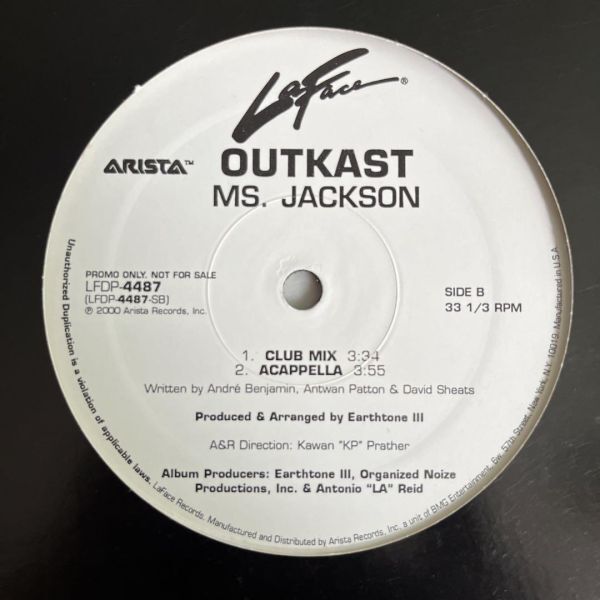 LaFace®
ARISTA™
OUTKAST
MS. JACKSON
PROMO ONLY. NOT FOR SALE
LFDP-4487
(LFDP-4487-SB)
℗ 2000 Arista Records, Inc.
SIDE B
33 1/3 RPM
1. CLUB MIX 3:34
2. ACAPPELLA 3:55
Written by André Benjamin, Antwan Patton & David Sheats
Produced & Arranged by Earthtone III
A&R Direction: Kawan "KP" Prather
Album Producers: Earthtone III, Organized Noize
Productions, Inc. & Antonio "LA" Reid
Unauthorized Duplication is a violation of applicable laws. LaFace Records. Manufactured and Distributed by Arista Records, Inc., a unit of BMG Entertainment, 6w. 57th Street, New York, N.Y. 10019. Manufactured in U.S.A.